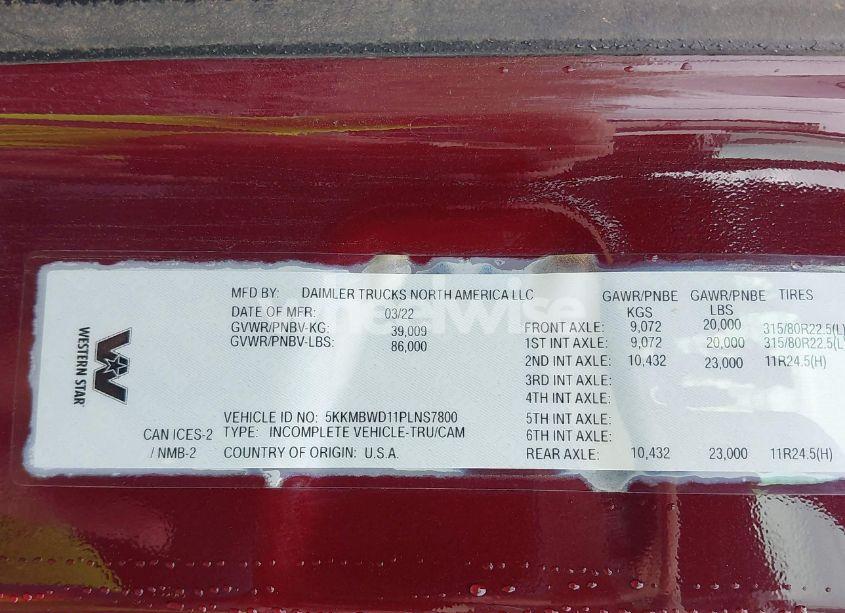 WESTERN STAR
MFD BY: DAIMLER TRUCKS NORTH AMERICA LLC
DATE OF MFR: 03/22
GVWR/PNBV-KG: 39,009
GVWR/PNBV-LBS: 86,000
VEHICLE ID NO: 5KKMBWD11PLNS7800
CAN ICES-2 TYPE: INCOMPLETE VEHICLE-TRU/CAM
/ NMB-2 COUNTRY OF ORIGIN: U.S.A.
GAWR/PNBE GAWR/PNBE TIRES
KGS LBS
FRONT AXLE: 9,072 20,000 315/80R22.5(L)
1ST INT AXLE: 9,072 20,000 315/80R22.5(L)
2ND INT AXLE: 10,432 23,000 11R24.5(H)
3RD INT AXLE:
4TH INT AXLE:
5TH INT AXLE:
6TH INT AXLE:
REAR AXLE: 10,432 23,000 11R24.5(H)